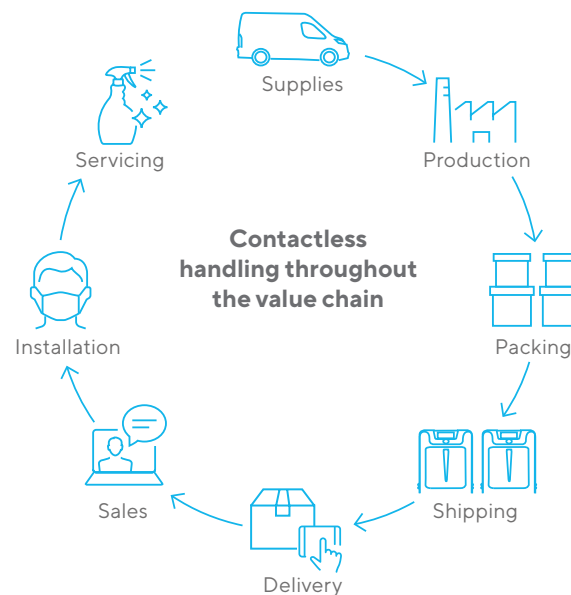 Supplies
Production
Servicing
Contactless
handling throughout
the value chain
Installation
Packing
Sales
Shipping
Delivery